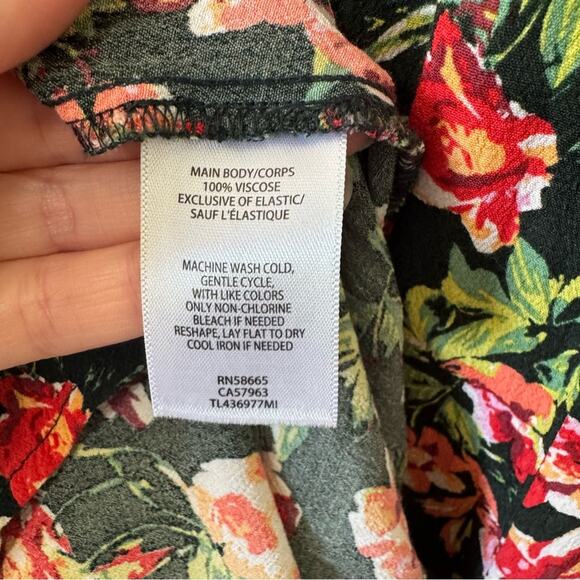 MAIN BODY/CORPS
100% VISCOSE
EXCLUSIVE OF ELASTIC/
SAUF L'ÉLASTIQUE
MACHINE WASH COLD,
GENTLE CYCLE,
WITH LIKE COLORS
ONLY NON-CHLORINE
BLEACH IF NEEDED
RESHAPE, LAY FLAT TO DRY
COOL IRON IF NEEDED
RN58665
CA57963
TL436977MI